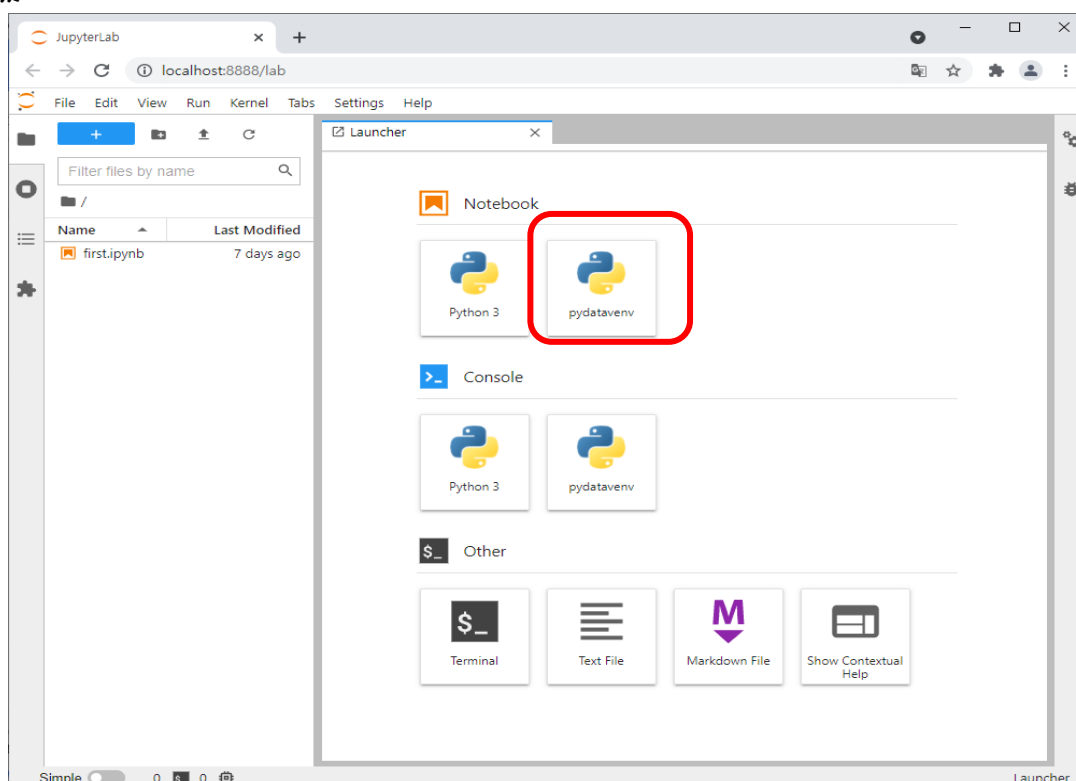 JupyterLab
localhost:8888/lab
File Edit View Run Kernel Tabs Settings Help
+
Launcher
Filter files by name
/
Name Last Modified
first.ipynb 7 days ago
Notebook
Python 3 pydatavenv
Console
Python 3 pydatavenv
$_ Other
$_
M
Terminal Text File Markdown File Show Contextual
Help
Simple 0 $_ 0 Launcher